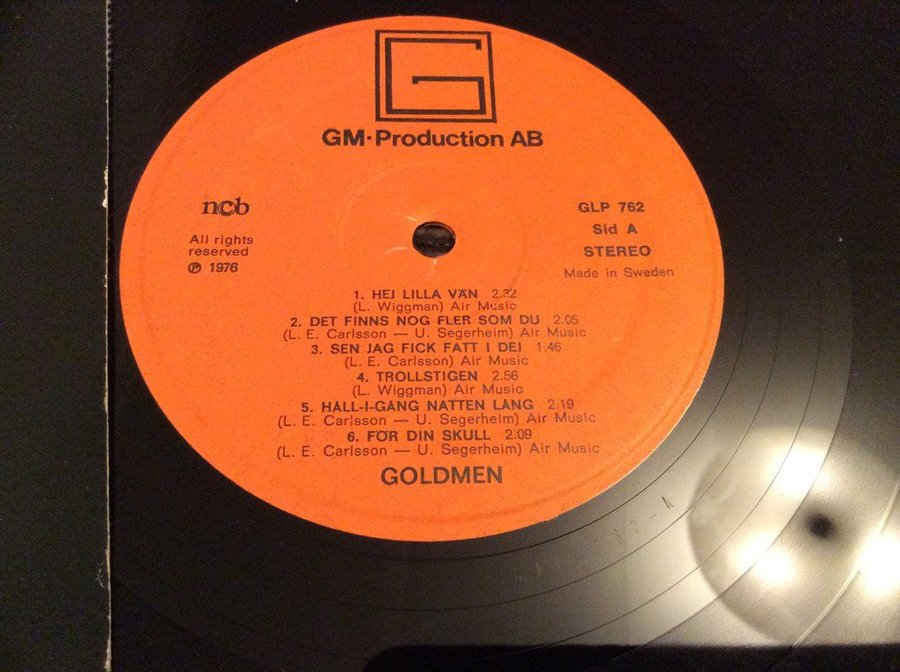 G
GM·Production AB
ncb
All rights
reserved
℗ 1976
GLP 762
Sid A
STEREO
Made in Sweden
1. HEJ LILLA VÄN 2.32
(L. Wiggman) Air Music
2. DET FINNS NOG FLER SOM DU 2.05
(L. E. Carlsson — U. Segerheim) Air Music
3. SEN JAG FICK FATT I DEJ 1.46
(L. E. Carlsson) Air Music
4. TROLLSTIGEN 2.56
(L. Wiggman) Air Music
5. HÅLL-I-GÅNG NATTEN LÅNG 2.19
(L. E. Carlsson — U. Segerheim) Air Music
6. FÖR DIN SKULL 2.09
(L. E. Carlsson — U. Segerheim) Air Music
GOLDMEN